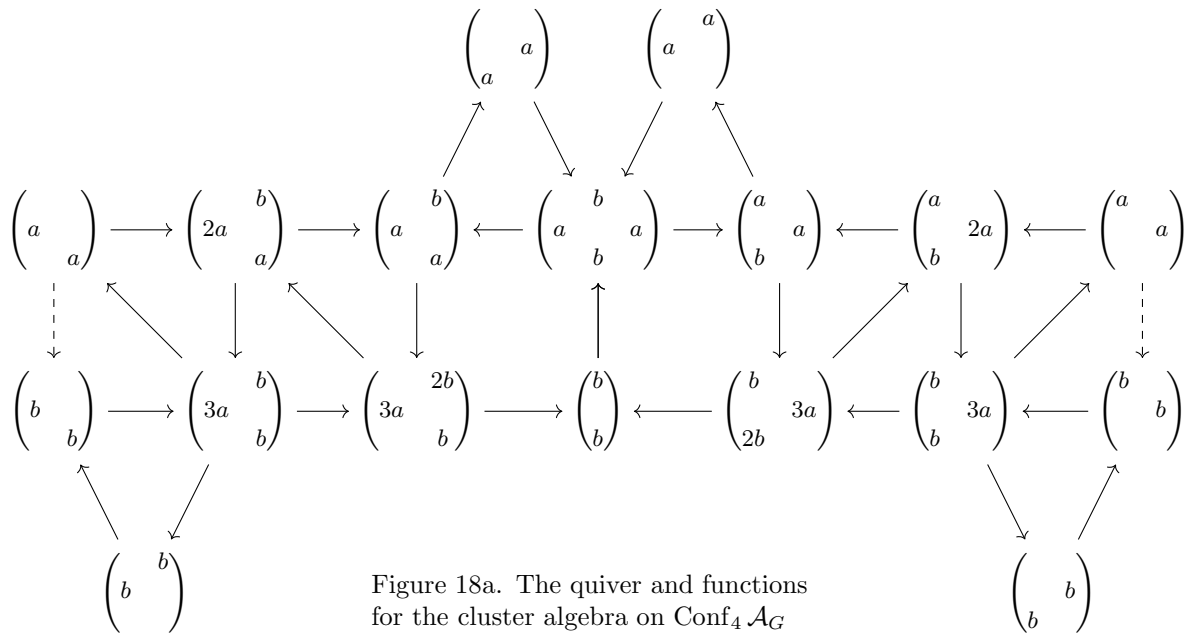 ( a a ) ( a a )
( a a ) ( 2a b a ) ( a b a ) ( a b a b ) ( a b a ) ( a b 2a ) ( a a )
( b b ) ( 3a b b ) ( 3a 2b b ) ( b b ) ( b 2b 3a ) ( b b 3a ) ( b b )
( b b ) ( b b )
Figure 18a. The quiver and functions
for the cluster algebra on Conf₄ 𝒜_G